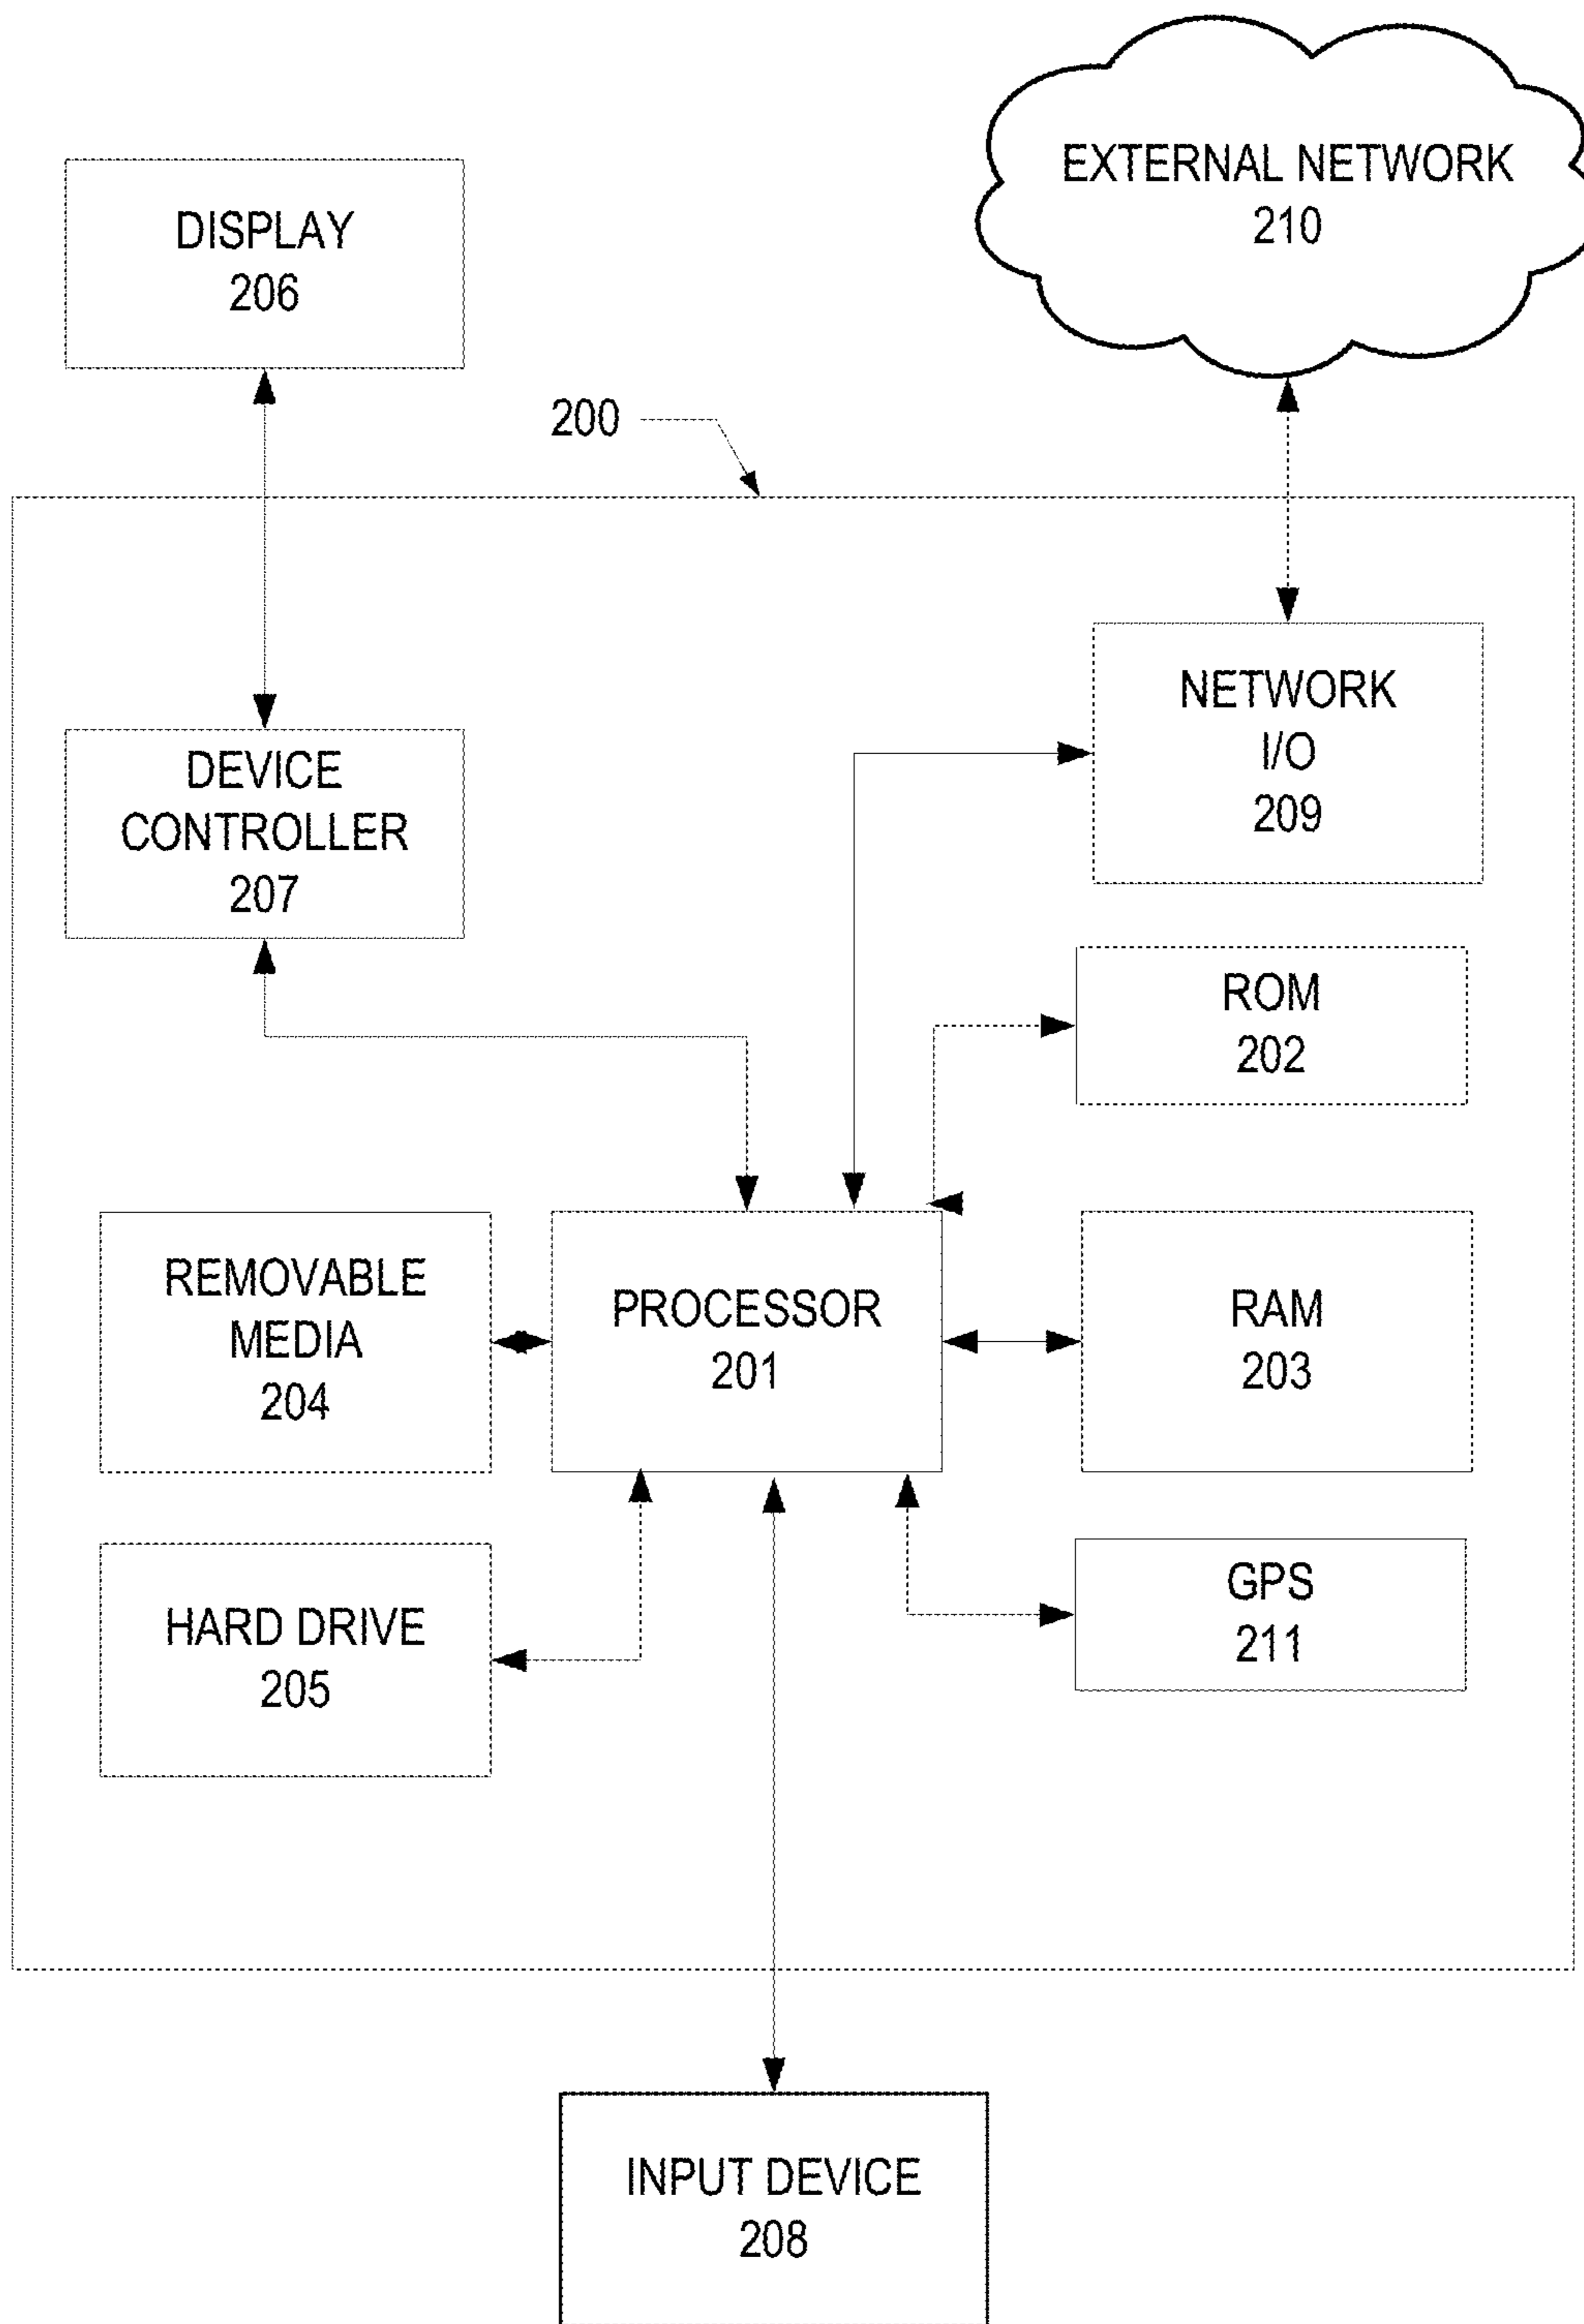 EXTERNAL NETWORK
210
DISPLAY
206
200
NETWORK
I/O
209
DEVICE
CONTROLLER
207
ROM
202
REMOVABLE
MEDIA
204
PROCESSOR
201
RAM
203
HARD DRIVE
205
GPS
211
INPUT DEVICE
208